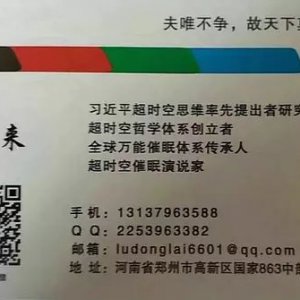 夫唯不争，故天下
来
习近平超时空思维率先提出者研
超时空哲学体系创立者
全球万能催眠体系传承人
超时空催眠演说家
手机：13137963588
Q Q：2253963382
邮箱：ludonglai6601@qq.com
地址：河南省郑州市高新区国家863中